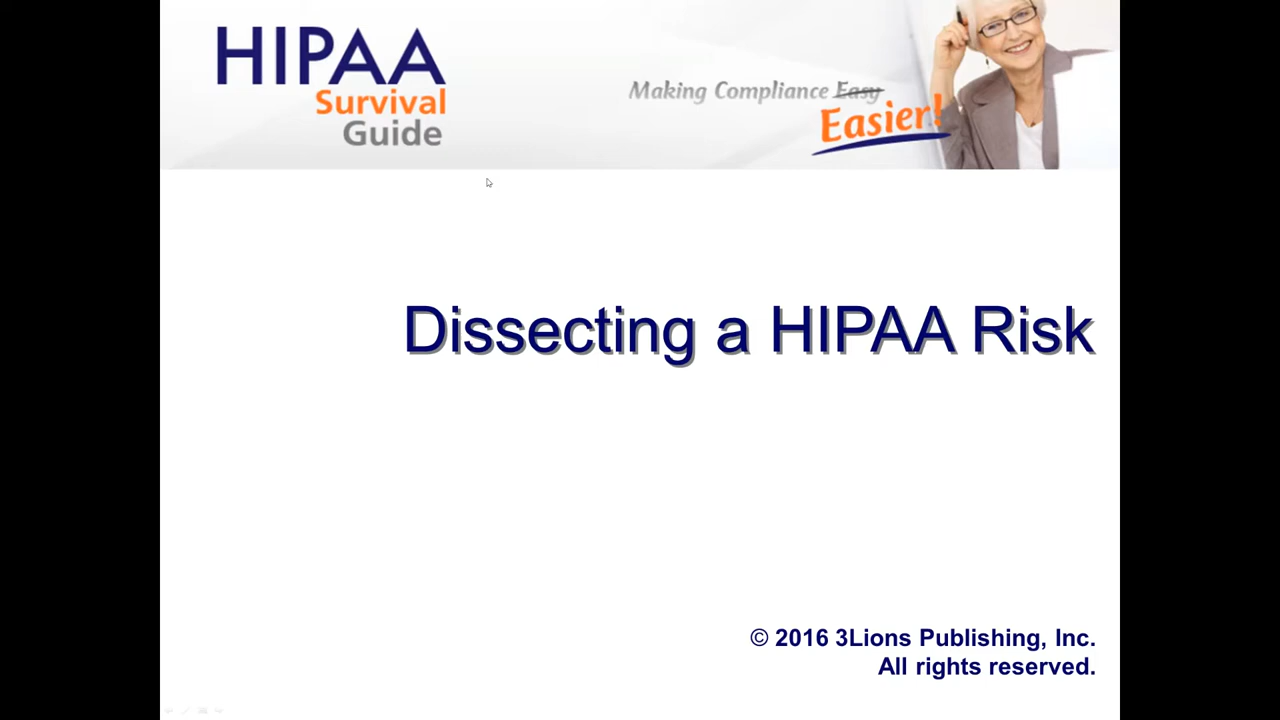 HIPAA
Survival
Guide
Making Compliance Easy
Easier!
Dissecting a HIPAA Risk
© 2016 3Lions Publishing, Inc.
All rights reserved.